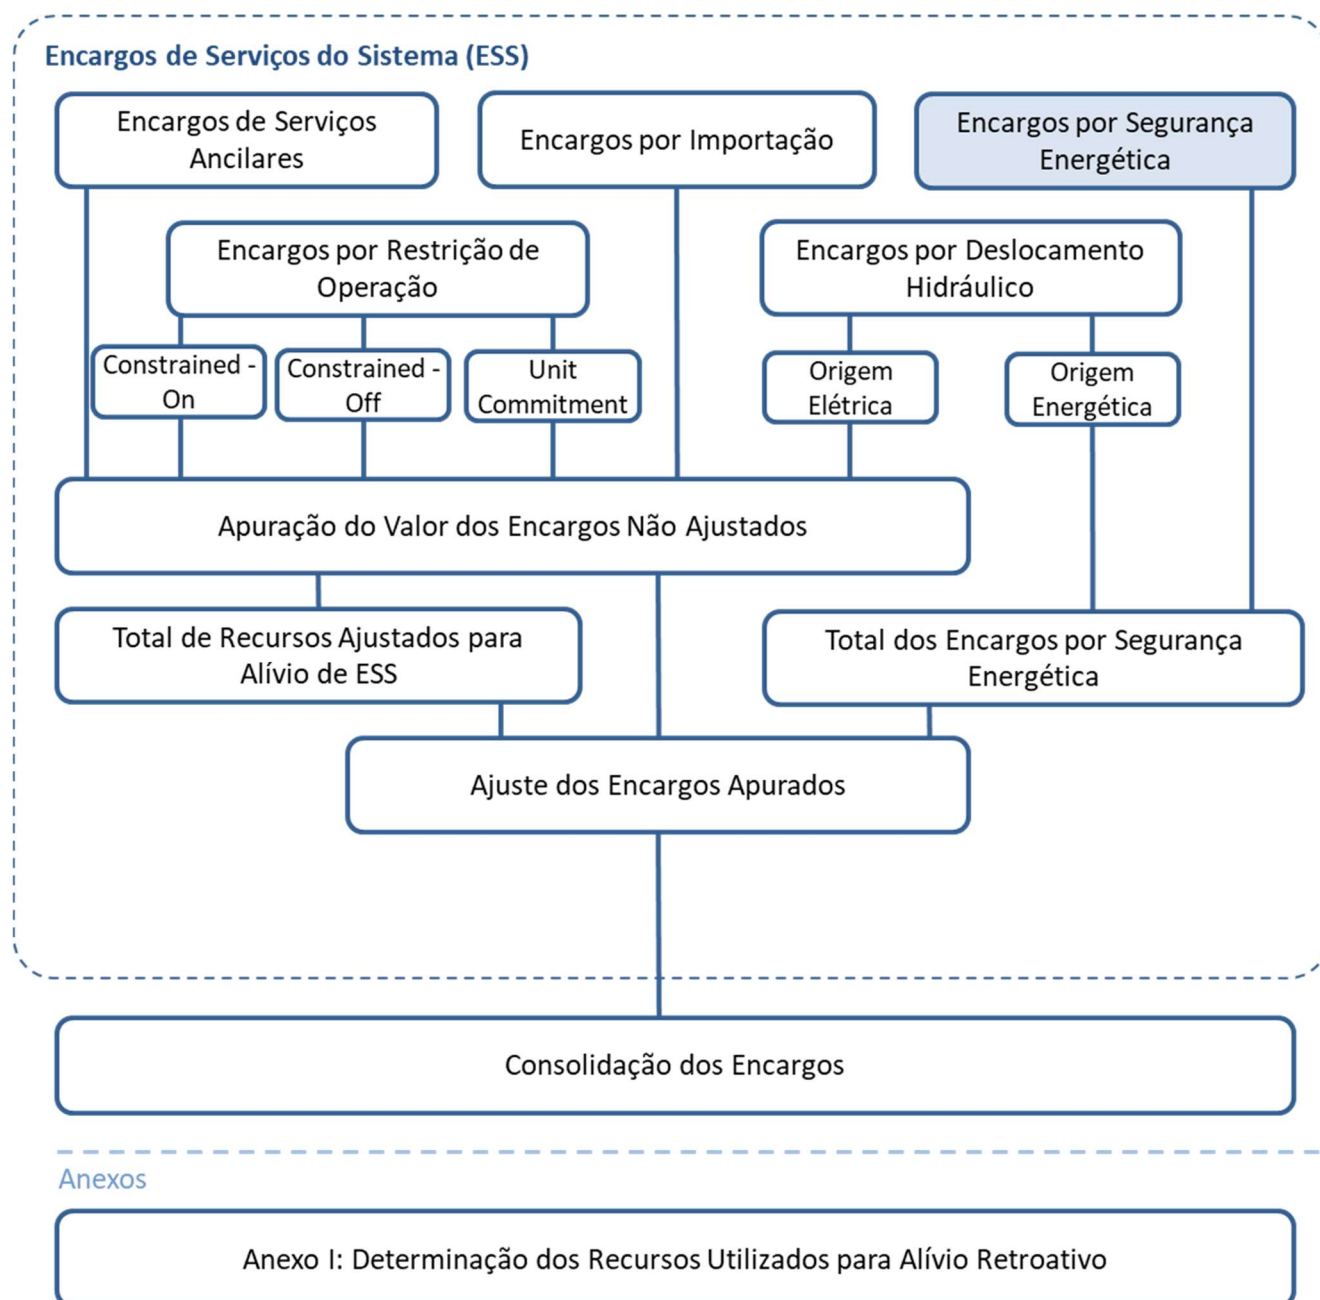 Encargos de Serviços do Sistema (ESS)
Encargos de Serviços
Ancilares
Encargos por Importação
Encargos por Segurança
Energética
Encargos por Restrição de
Operação
Encargos por Deslocamento
Hidráulico
Constrained -
On
Constrained -
Off
Unit
Commitment
Origem
Elétrica
Origem
Energética
Apuração do Valor dos Encargos Não Ajustados
Total de Recursos Ajustados para
Alívio de ESS
Total dos Encargos por Segurança
Energética
Ajuste dos Encargos Apurados
Consolidação dos Encargos
Anexos
Anexo I: Determinação dos Recursos Utilizados para Alívio Retroativo